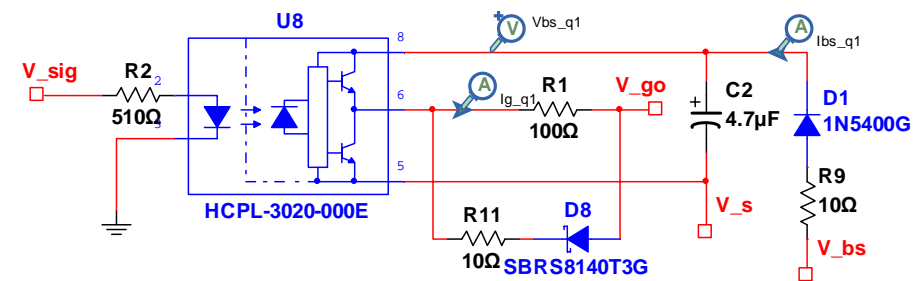 U8
8
V
Vbs_q1
A
Ibs_q1
V_sig
R2
2
510Ω
3
6
A
Ig_q1
R1
100Ω
V_go
C2
+
4.7µF
D1
1N5400G
5
HCPL-3020-000E
R11
10Ω
D8
SBRS8140T3G
V_s
R9
10Ω
V_bs